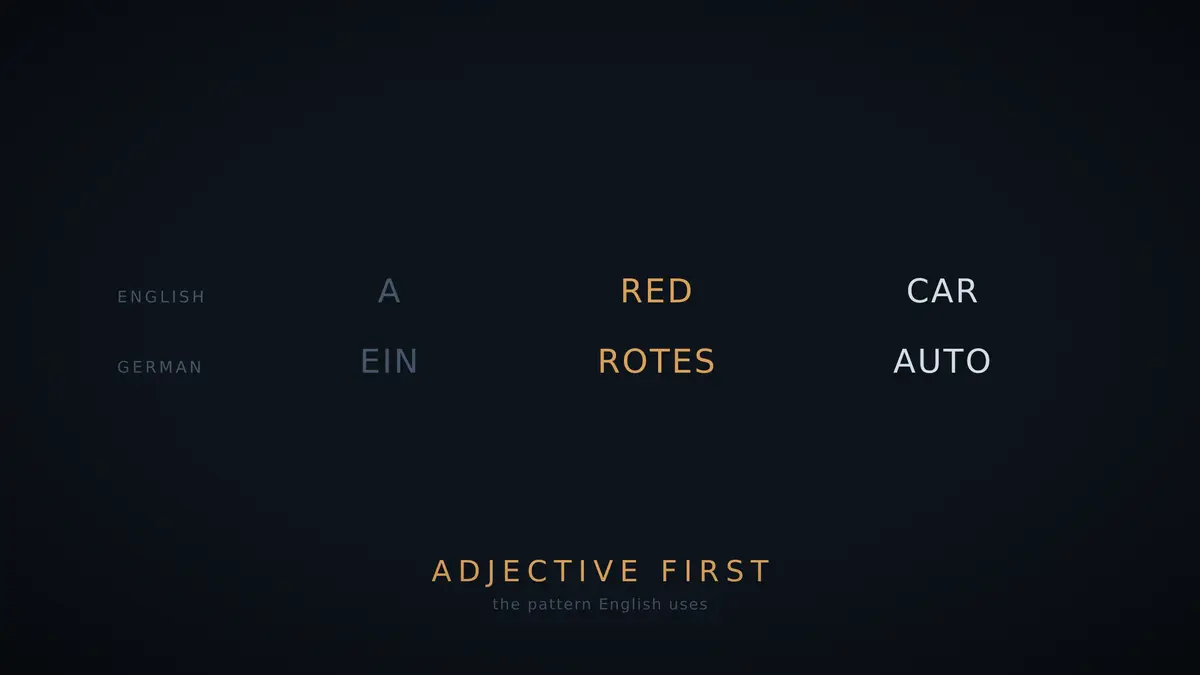 ENGLISH A RED CAR
GERMAN EIN ROTES AUTO
ADJECTIVE FIRST
the pattern English uses